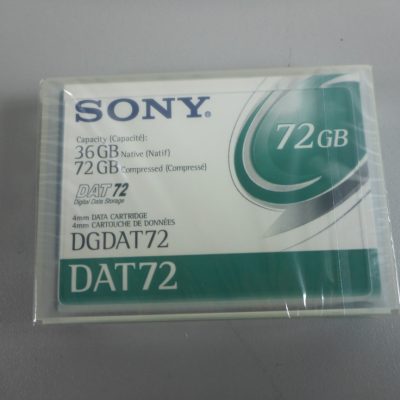 SONY®
Capacity (Capacité):
36GB Native (Natif)
72GB Compressed (Compressé)
72GB
DAT 72
Digital Data Storage
4mm DATA CARTRIDGE
4mm CARTOUCHE DE DONNÉES
DGDAT72
DAT72